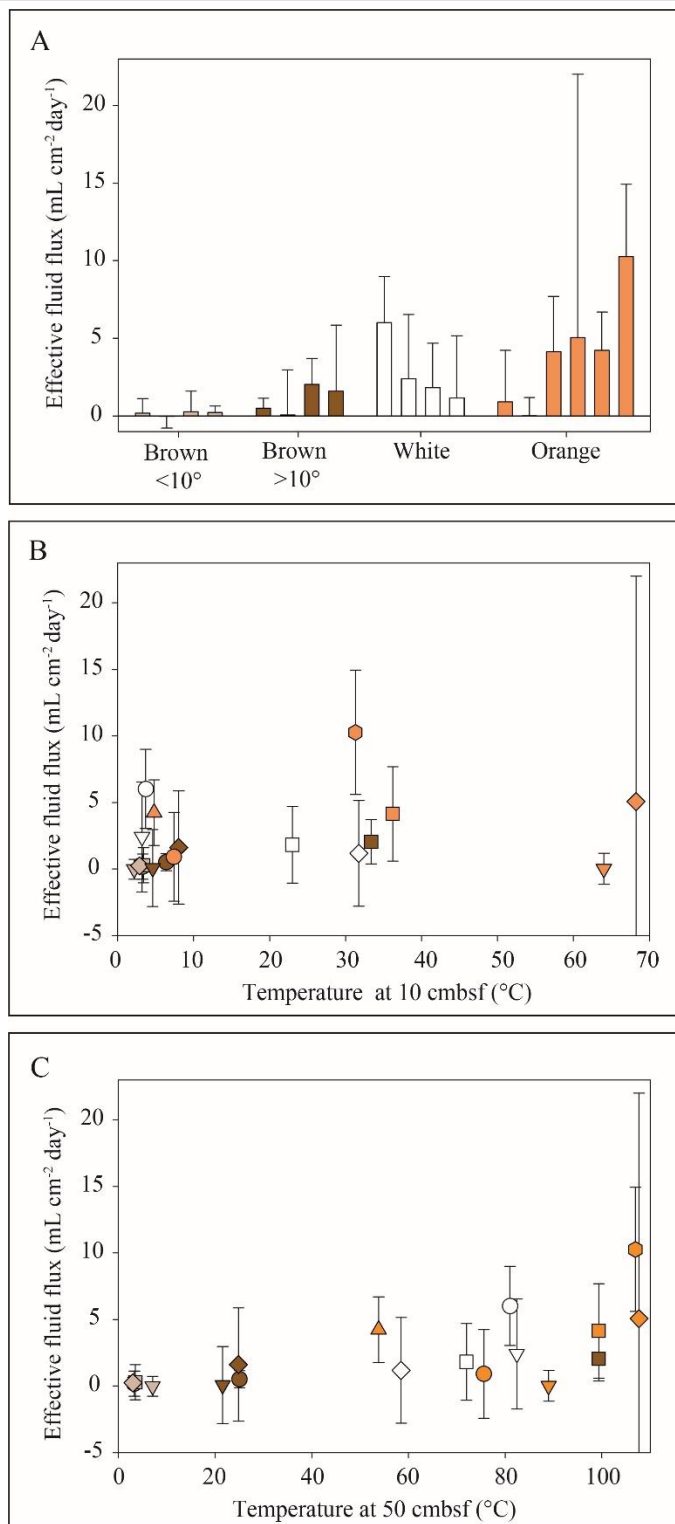 A
Effective fluid flux (mL cm⁻² day⁻¹)
20
15
10
5
0
Brown <10°
Brown >10°
White
Orange
B
Effective fluid flux (mL cm⁻² day⁻¹)
20
15
10
5
0
-5
0 10 20 30 40 50 60 70
Temperature at 10 cmbsf (°C)
C
Effective fluid flux (mL cm⁻² day⁻¹)
20
15
10
5
0
-5
0 20 40 60 80 100
Temperature at 50 cmbsf (°C)